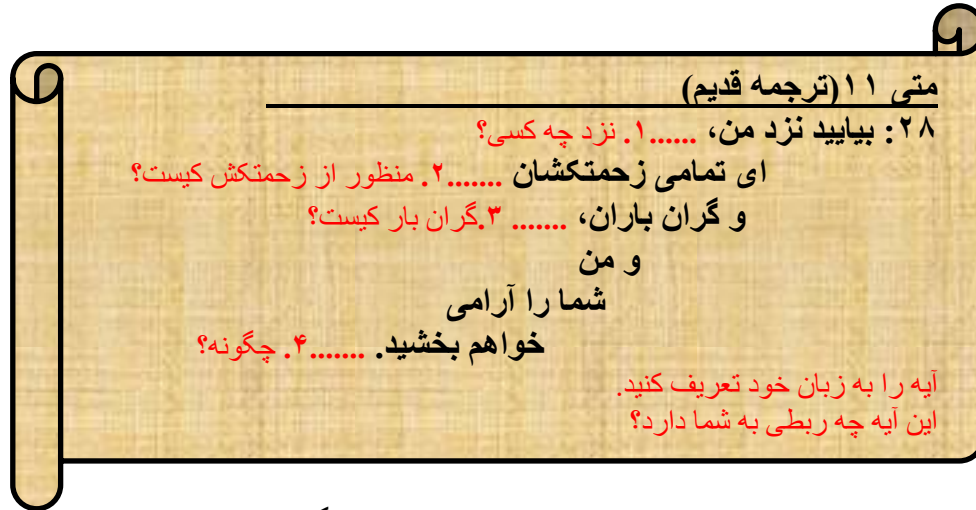 متی ۱۱(ترجمه قدیم)
۲۸: بیایید نزد من، ......۱. نزد چه کسی؟
ای تمامی زحمتکشان .......۲. منظور از زحمتکش کیست؟
و گران باران، ....... ۳.گران بار کیست؟
و من
شما را آرامی
خواهم بخشید. .......۴. چگونه؟
آیه را به زبان خود تعریف کنید.
این آیه چه ربطی به شما دارد؟